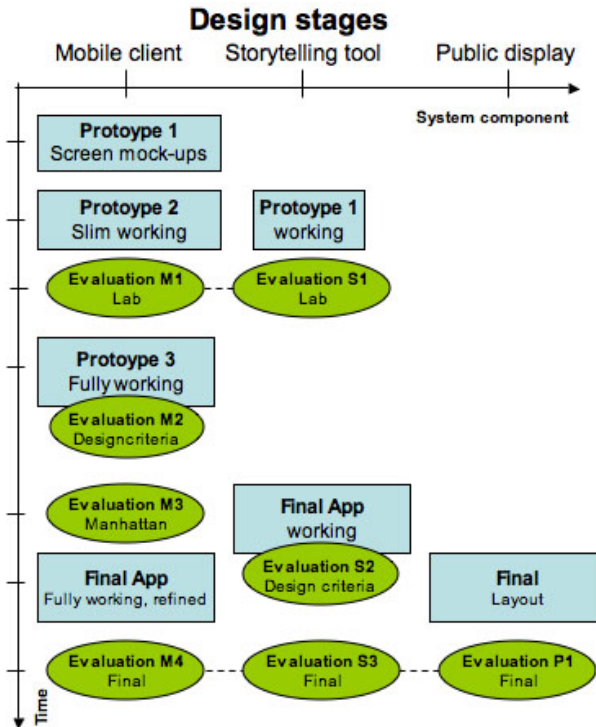 Design stages
Mobile client
Storytelling tool
Public display
System component
Protoype 1
Screen mock-ups
Protoype 2
Slim working
Protoype 1
working
Evaluation M1
Lab
Evaluation S1
Lab
Protoype 3
Fully working
Evaluation M2
Designcriteria
Evaluation M3
Manhattan
Final App
working
Evaluation S2
Design criteria
Final App
Fully working, refined
Final
Layout
Evaluation M4
Final
Evaluation S3
Final
Evaluation P1
Final
Time